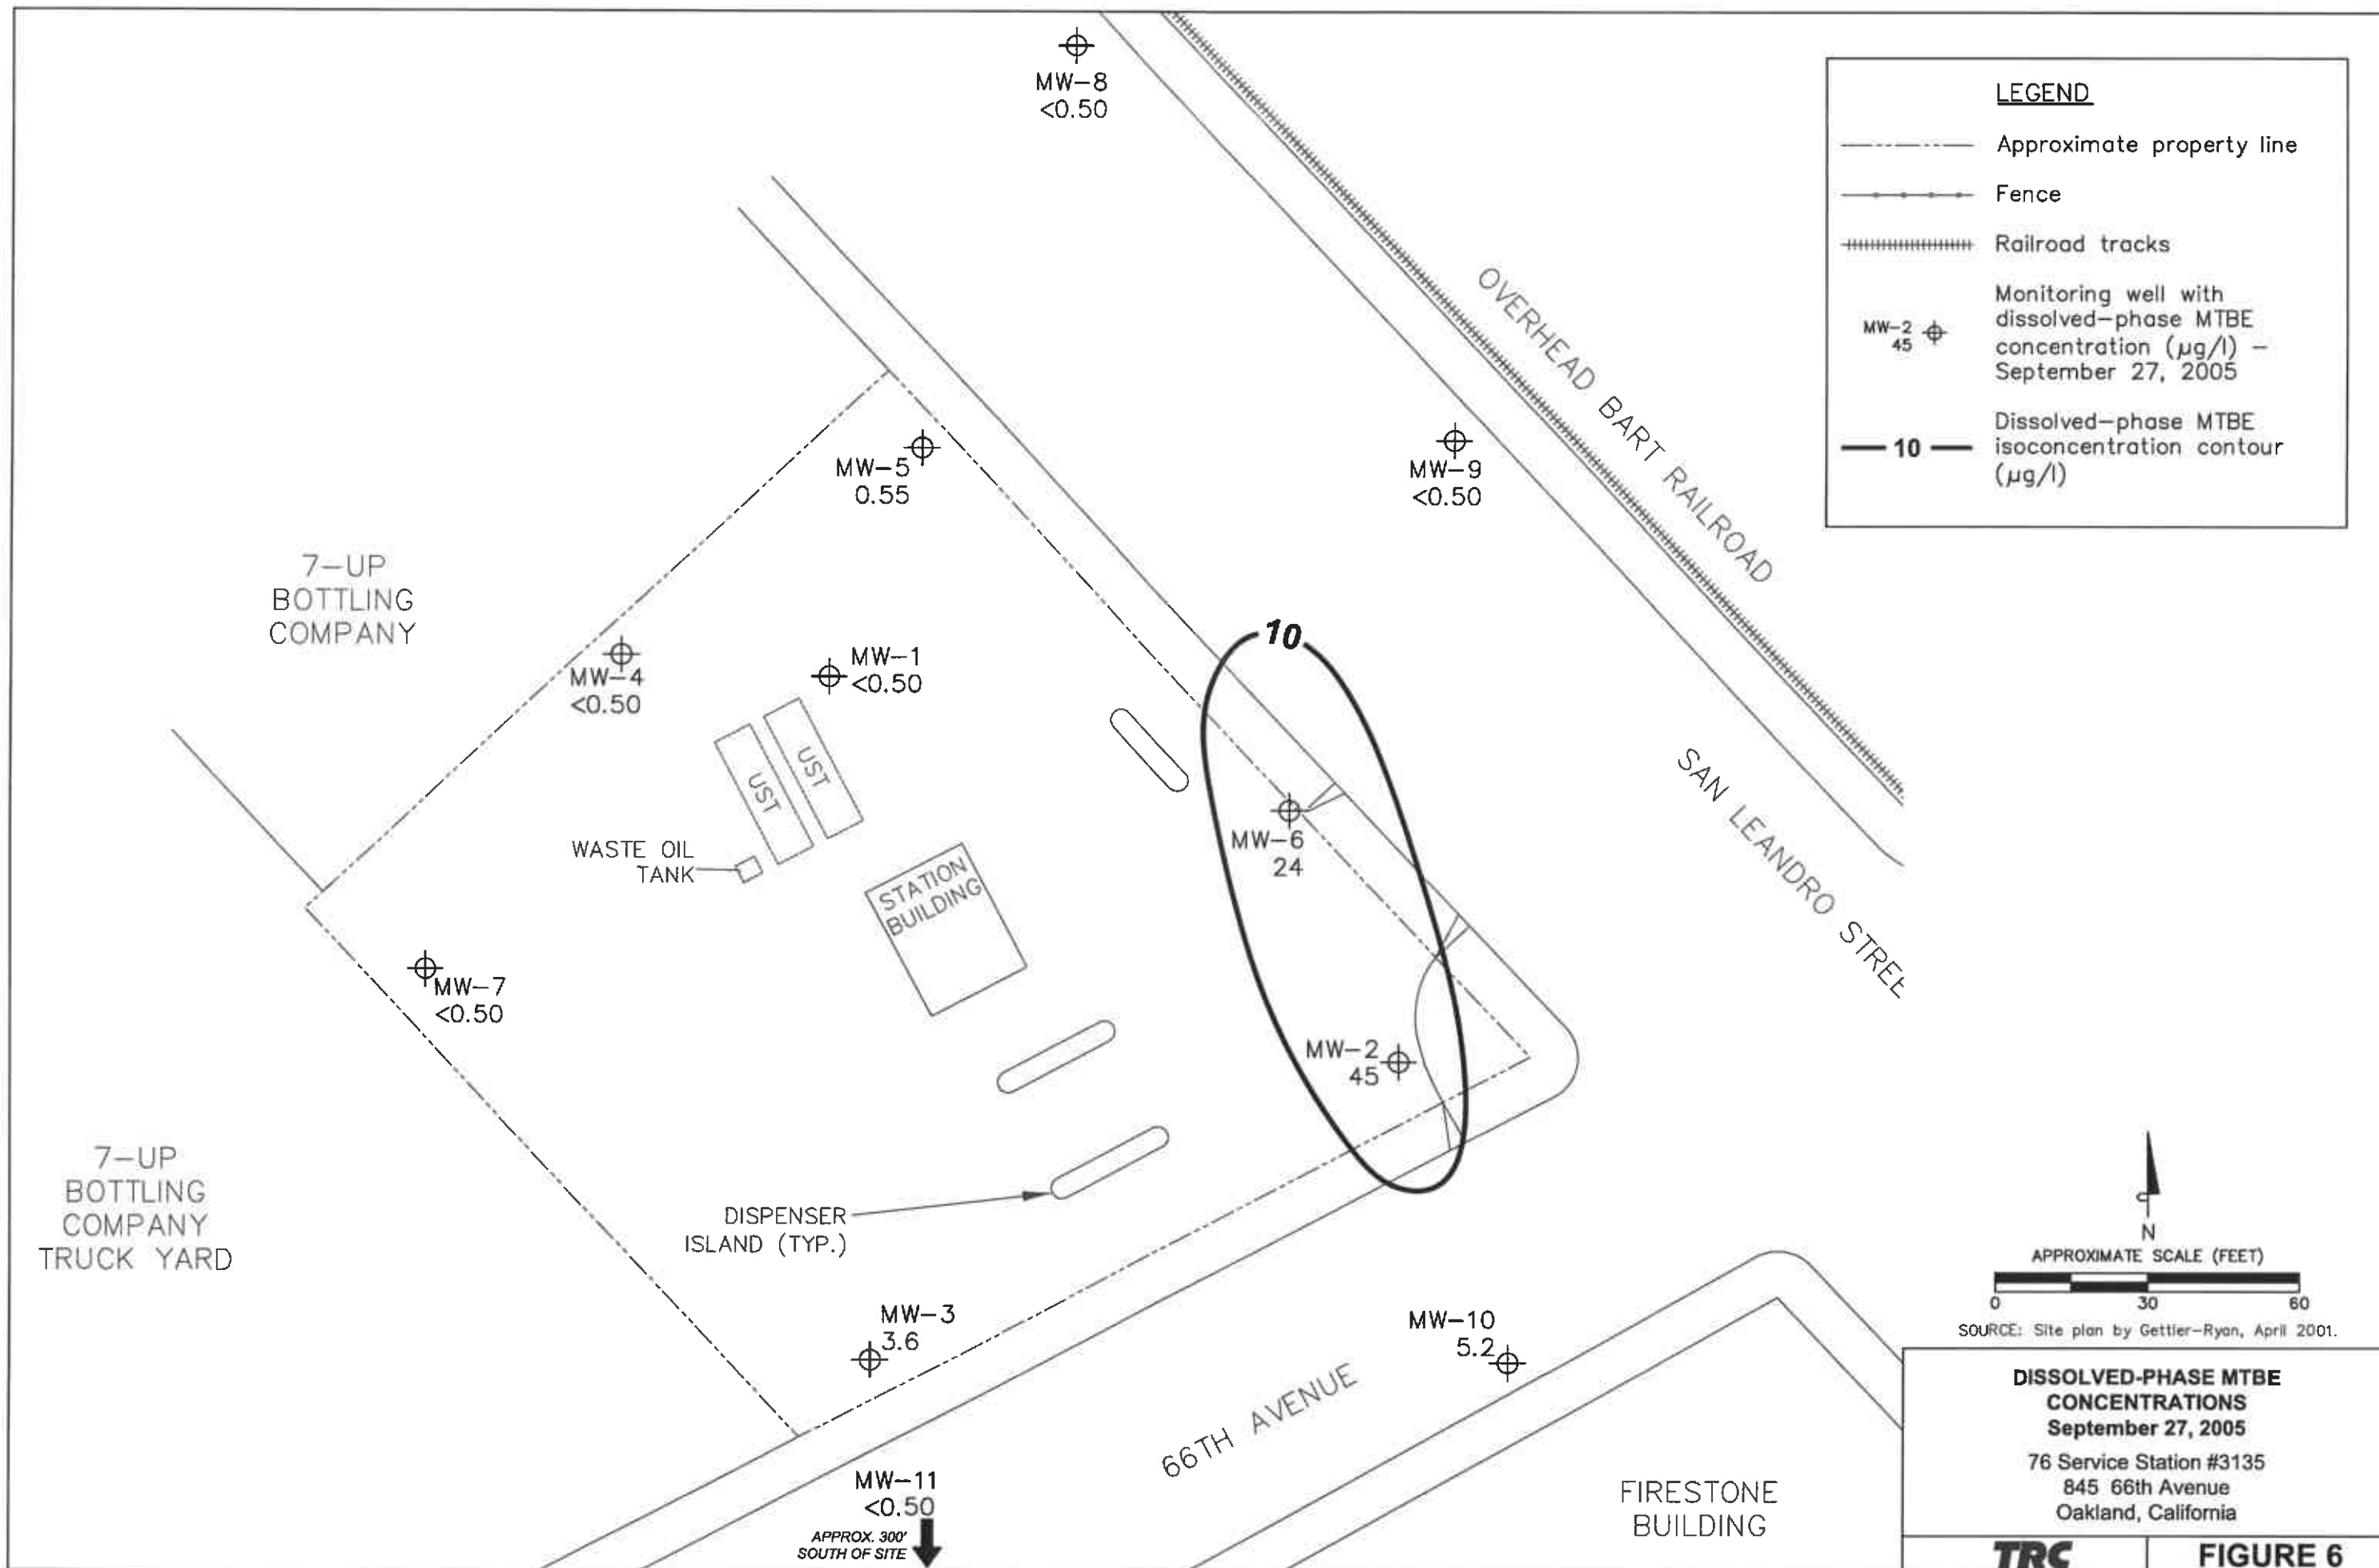 MW-8
<0.50
LEGEND
Approximate property line
Fence
Railroad tracks
MW-2
45
Monitoring well with
dissolved-phase MTBE
concentration (µg/l) -
September 27, 2005
10
Dissolved-phase MTBE
isoconcentration contour
(µg/l)
OVERHEAD BART RAILROAD
MW-5
0.55
MW-9
<0.50
7-UP
BOTTLING
COMPANY
10
MW-4
<0.50
MW-1
<0.50
UST
UST
SAN LEANDRO STREE
WASTE OIL
TANK
STATION
BUILDING
MW-6
24
MW-7
<0.50
MW-2
45
7-UP
BOTTLING
COMPANY
TRUCK YARD
DISPENSER
ISLAND (TYP.)
N
APPROXIMATE SCALE (FEET)
0 30 60
SOURCE: Site plan by Gettler-Ryan, April 2001.
MW-3
3.6
MW-10
5.2
66TH AVENUE
MW-11
<0.50
APPROX. 300'
SOUTH OF SITE
FIRESTONE
BUILDING
DISSOLVED-PHASE MTBE
CONCENTRATIONS
September 27, 2005
76 Service Station #3135
845 66th Avenue
Oakland, California
TRC
FIGURE 6